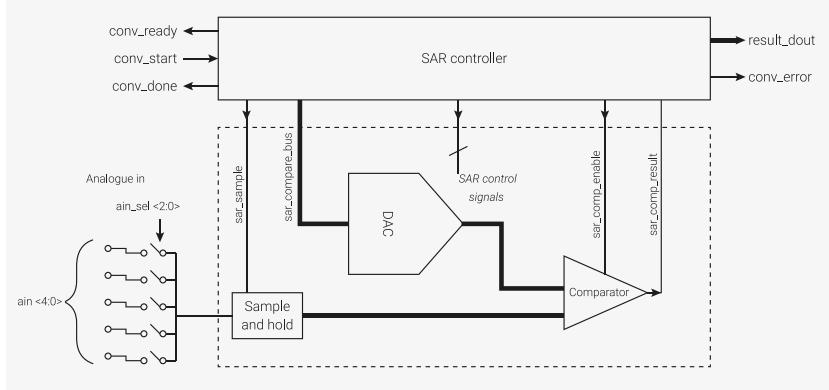 conv_ready
conv_start
conv_done
SAR controller
result_dout
conv_error
sar_sample
sar_compare_bus
SAR control
signals
sar_comp_enable
sar_comp_result
Analogue in
ain_sel <2:0>
DAC
ain <4:0>
Sample
and hold
Comparator